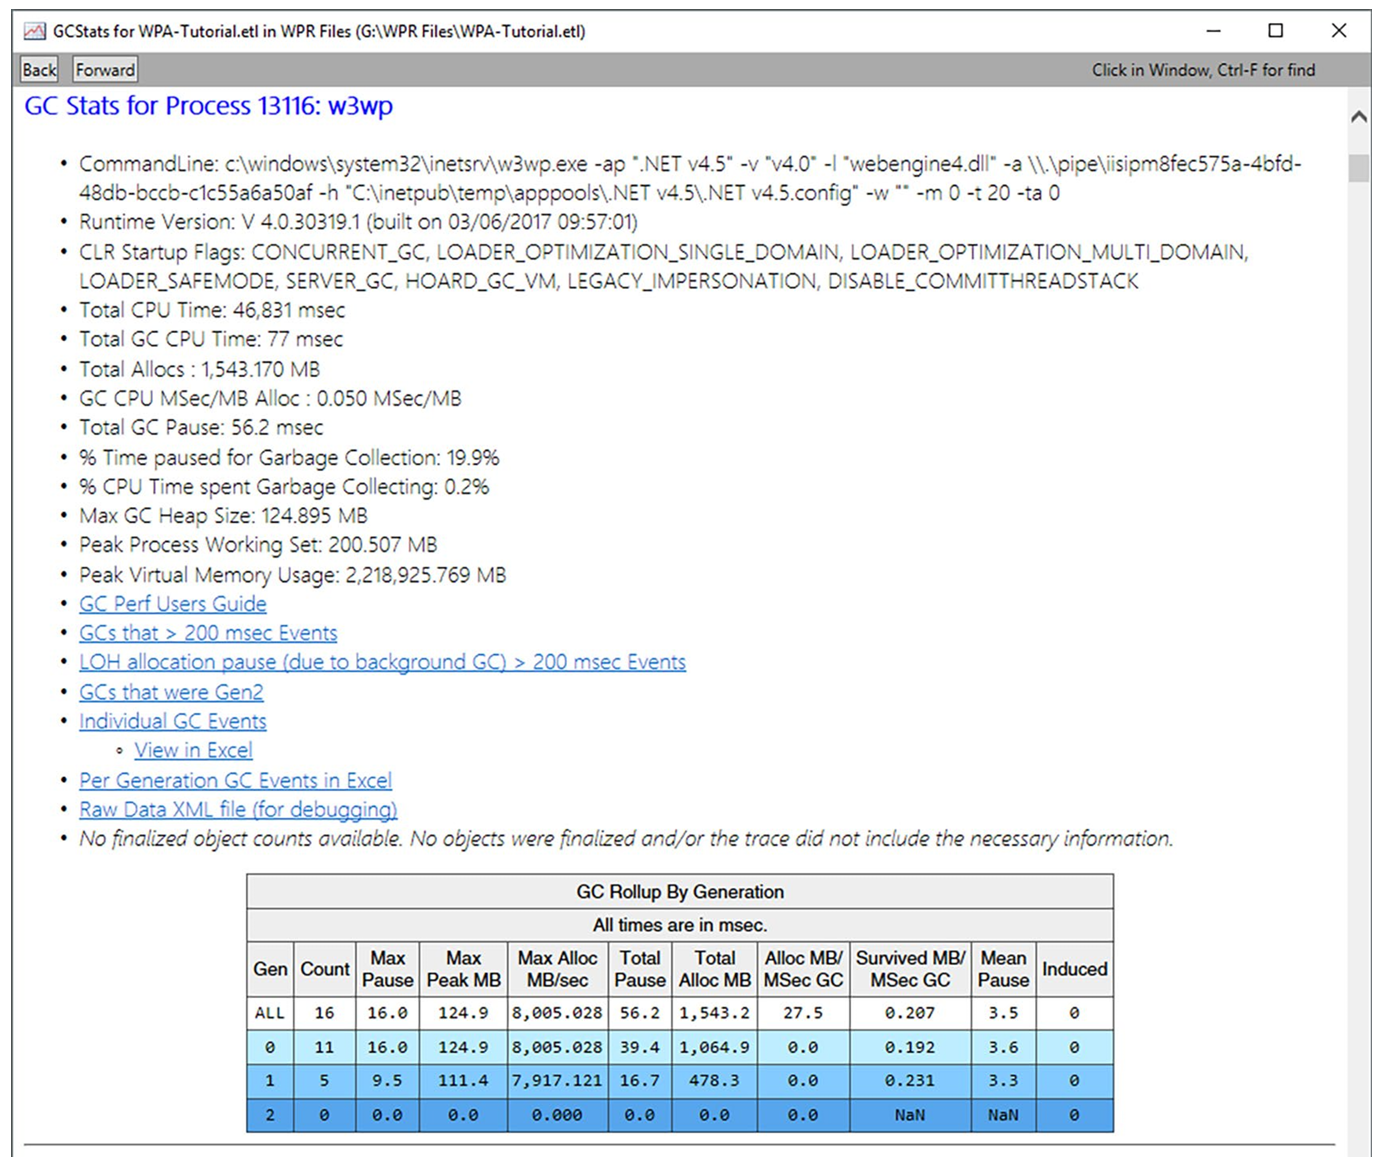 GCStats for WPA-Tutorial.etl in WPR Files (G:\WPR Files\WPA-Tutorial.etl)
Back Forward Click in Window, Ctrl-F for find
GC Stats for Process 13116: w3wp
• CommandLine: c:\windows\system32\inetsrv\w3wp.exe -ap ".NET v4.5" -v "v4.0" -l "webengine4.dll" -a \\.\pipe\iisipm8fec575a-4bfd-
48db-bccb-c1c55a6a50af -h "C:\inetpub\temp\apppools\.NET v4.5\.NET v4.5.config" -w "" -m 0 -t 20 -ta 0
• Runtime Version: V 4.0.30319.1 (built on 03/06/2017 09:57:01)
• CLR Startup Flags: CONCURRENT_GC, LOADER_OPTIMIZATION_SINGLE_DOMAIN, LOADER_OPTIMIZATION_MULTI_DOMAIN,
LOADER_SAFEMODE, SERVER_GC, HOARD_GC_VM, LEGACY_IMPERSONATION, DISABLE_COMMITTHREADSTACK
• Total CPU Time: 46,831 msec
• Total GC CPU Time: 77 msec
• Total Allocs : 1,543.170 MB
• GC CPU MSec/MB Alloc : 0.050 MSec/MB
• Total GC Pause: 56.2 msec
• % Time paused for Garbage Collection: 19.9%
• % CPU Time spent Garbage Collecting: 0.2%
• Max GC Heap Size: 124.895 MB
• Peak Process Working Set: 200.507 MB
• Peak Virtual Memory Usage: 2,218,925.769 MB
• GC Perf Users Guide
• GCs that > 200 msec Events
• LOH allocation pause (due to background GC) > 200 msec Events
• GCs that were Gen2
• Individual GC Events
◦ View in Excel
• Per Generation GC Events in Excel
• Raw Data XML file (for debugging)
• No finalized object counts available. No objects were finalized and/or the trace did not include the necessary information.
GC Rollup By Generation
All times are in msec.
Gen Count Max Pause Max Peak MB Max Alloc MB/sec Total Pause Total Alloc MB Alloc MB/ MSec GC Survived MB/ MSec GC Mean Pause Induced
ALL 16 16.0 124.9 8,005.028 56.2 1,543.2 27.5 0.207 3.5 0
0 11 16.0 124.9 8,005.028 39.4 1,064.9 0.0 0.192 3.6 0
1 5 9.5 111.4 7,917.121 16.7 478.3 0.0 0.231 3.3 0
2 0 0.0 0.0 0.000 0.0 0.0 0.0 NaN NaN 0